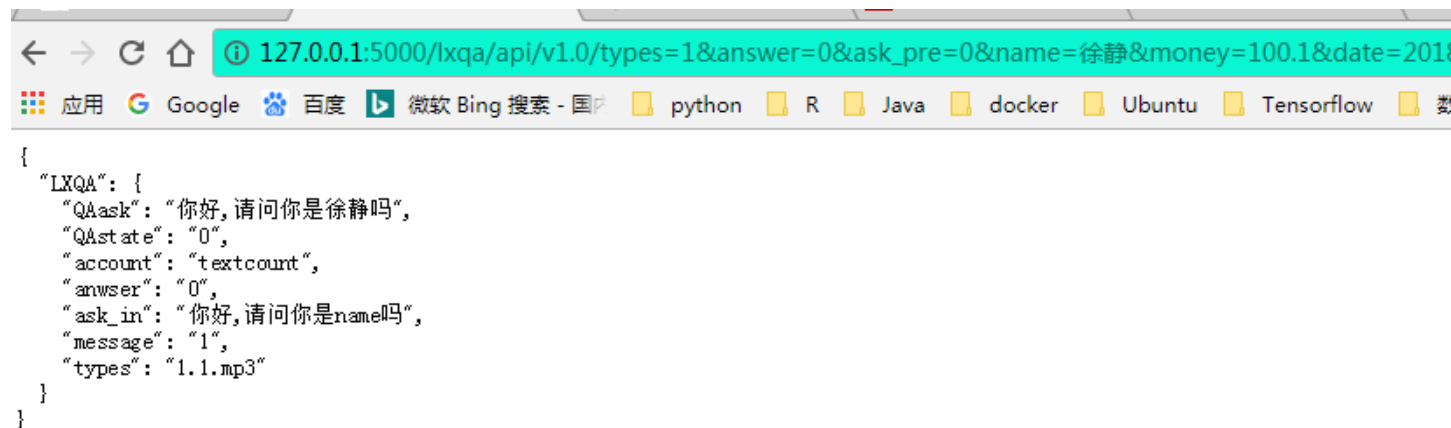 127.0.0.1:5000/lxqa/api/v1.0/types=1&answer=0&ask_pre=0&name=徐静&money=100.1&date=2018
应用 Google 百度 微软 Bing 搜索 - 国内 python R Java docker Ubuntu Tensorflow 数
{
"LXQA": {
"QAask": "你好,请问你是徐静吗",
"QAstate": "0",
"account": "textcount",
"anwser": "0",
"ask_in": "你好,请问你是name吗",
"message": "1",
"types": "1.1.mp3"
}
}